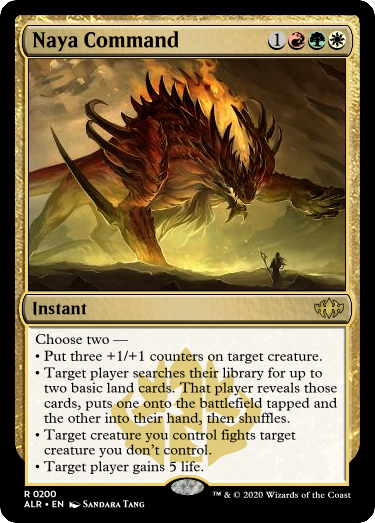 Naya Command 1
Instant
Choose two —
• Put three +1/+1 counters on target creature.
• Target player searches their library for up
to two basic land cards. That player reveals those
cards, puts one onto the battlefield tapped and
the other into their hand, then shuffles.
• Target creature you control fights target
creature you don't control.
• Target player gains 5 life.
R 0200
ALR • EN Sandara Tang
™ & © 2020 Wizards of the Coast